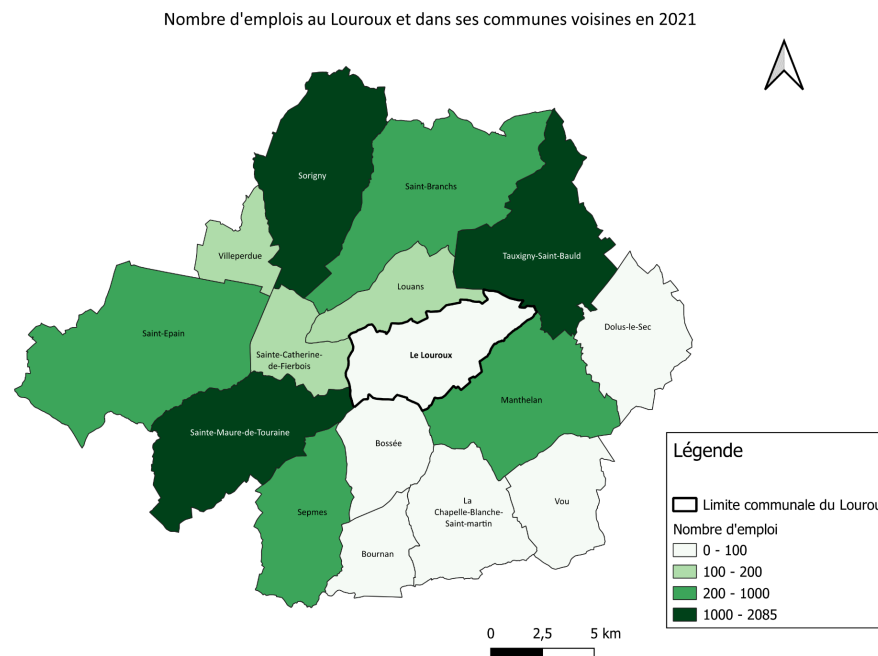 Nombre d'emplois au Louroux et dans ses communes voisines en 2021
Sorigny
Saint-Branchs
Villeperdue
Tauxigny-Saint-Bauld
Louans
Dolus-le-Sec
Saint-Epain
Sainte-Catherine-
de-Fierbois
Le Louroux
Manthelan
Sainte-Maure-de-Touraine
Bossée
Sepmes
La
Chapelle-Blanche-
Saint-martin
Vou
Bournan
Légende
Limite communale du Lourou
Nombre d'emploi
0 - 100
100 - 200
200 - 1000
1000 - 2085
0 2,5 5 km